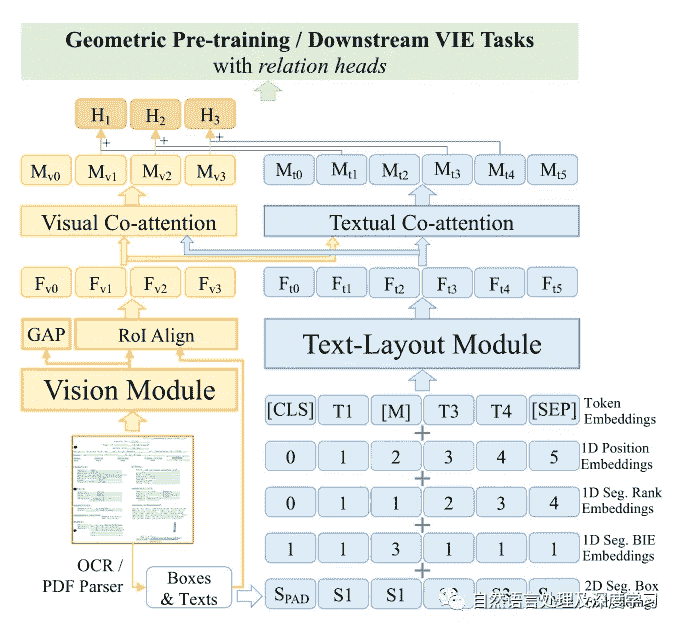 Geometric Pre-training / Downstream VIE Tasks
with relation heads
H1 H2 H3
+ + +
Mv0 Mv1 Mv2 Mv3 Mt0 Mt1 Mt2 Mt3 Mt4 Mt5
Visual Co-attention Textual Co-attention
Fv0 Fv1 Fv2 Fv3 Ft0 Ft1 Ft2 Ft3 Ft4 Ft5
GAP RoI Align
Text-Layout Module
Vision Module
[CLS] T1 [M] T3 T4 [SEP] Token
Embeddings
+
0 1 2 3 4 5 1D Position
Embeddings
+
0 1 1 2 3 4 1D Seg. Rank
Embeddings
+
1 1 3 1 1 1 1D Seg. BIE
Embeddings
+
OCR /
PDF Parser
Boxes
& Texts
SPAD S1 S1 2D Seg. Box
自然语言处理及深度学习